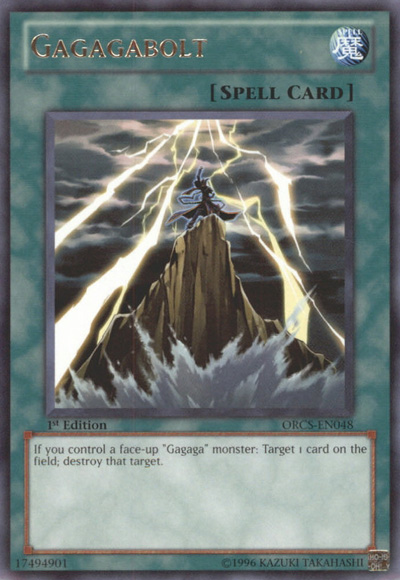 GAGAGABOLT
魔
[SPELL CARD]
1st Edition
ORCS-EN048
If you control a face-up "Gagaga" monster: Target 1 card on the
field; destroy that target.
17494901
©1996 KAZUKI TAKAHASHI